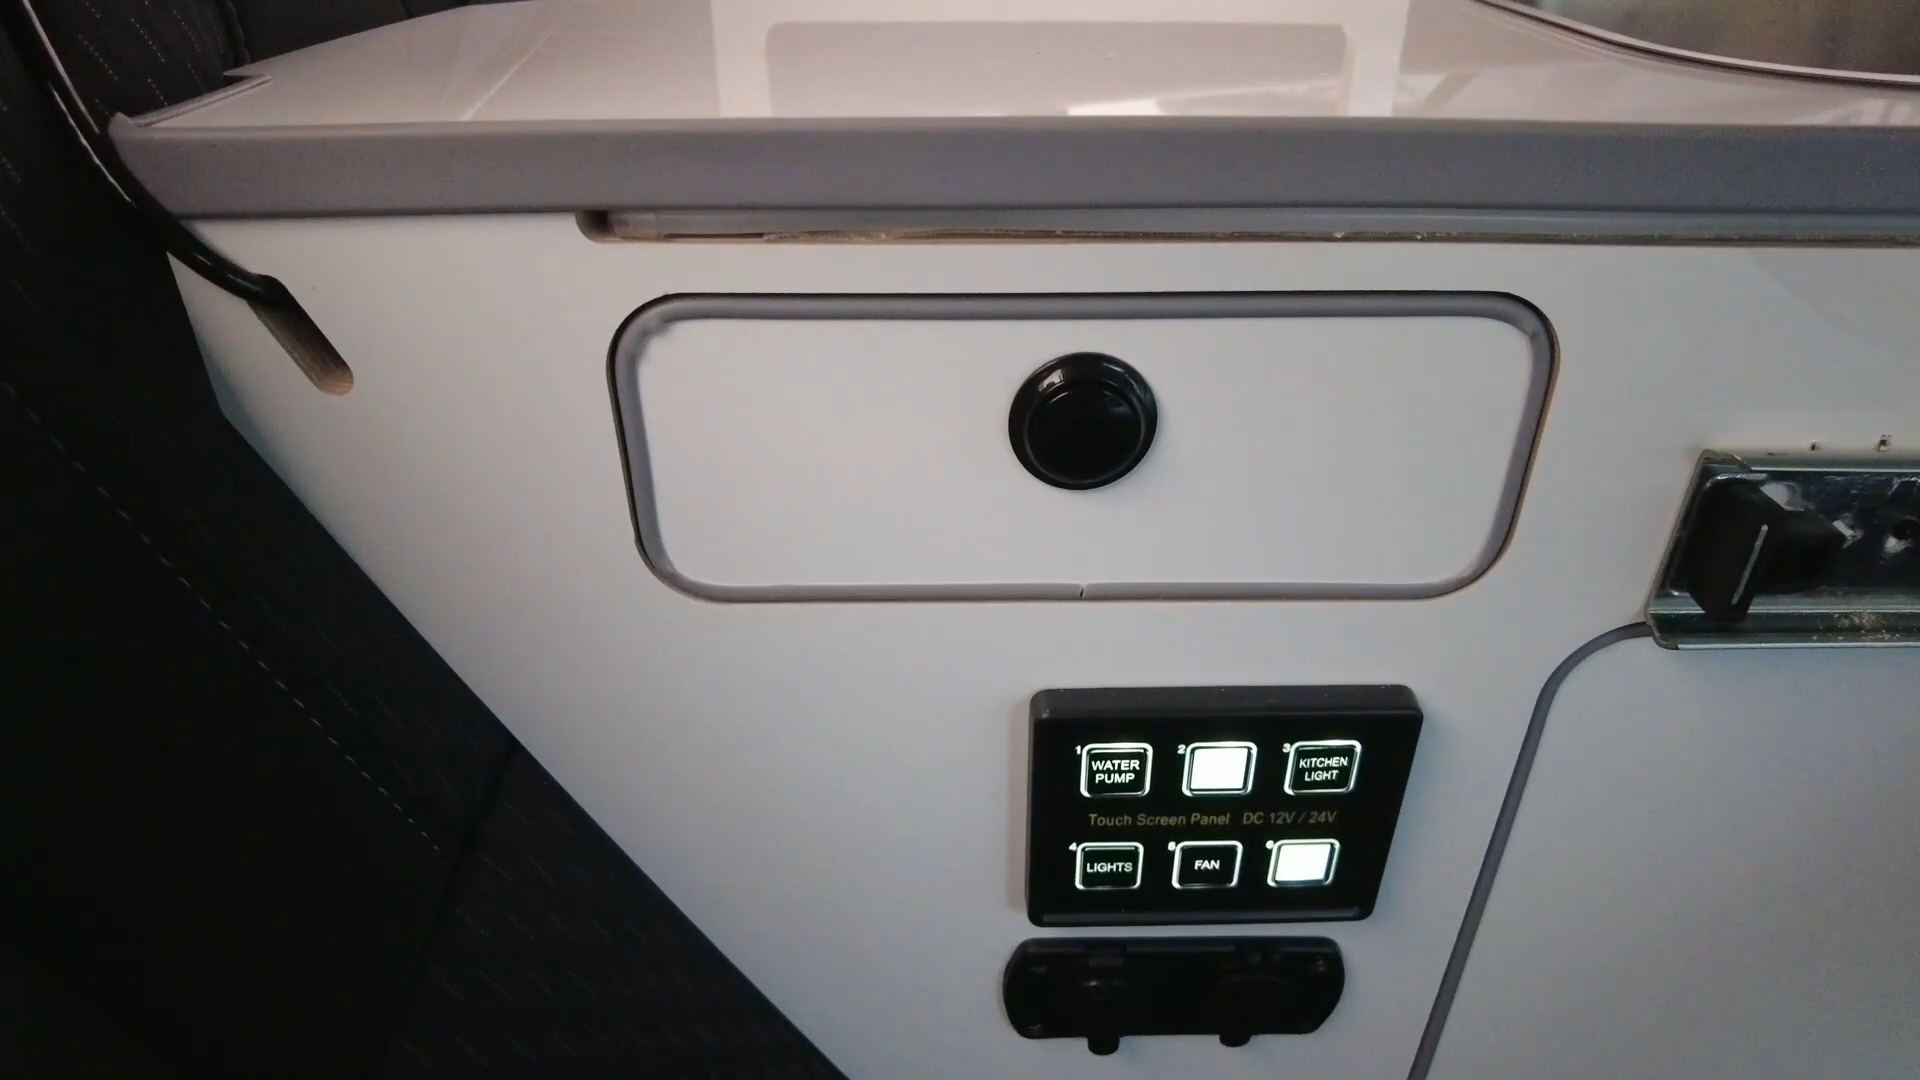 1 WATER PUMP
2
3 KITCHEN LIGHT
Touch Screen Panel DC 12V / 24V
4 LIGHTS
5 FAN
6